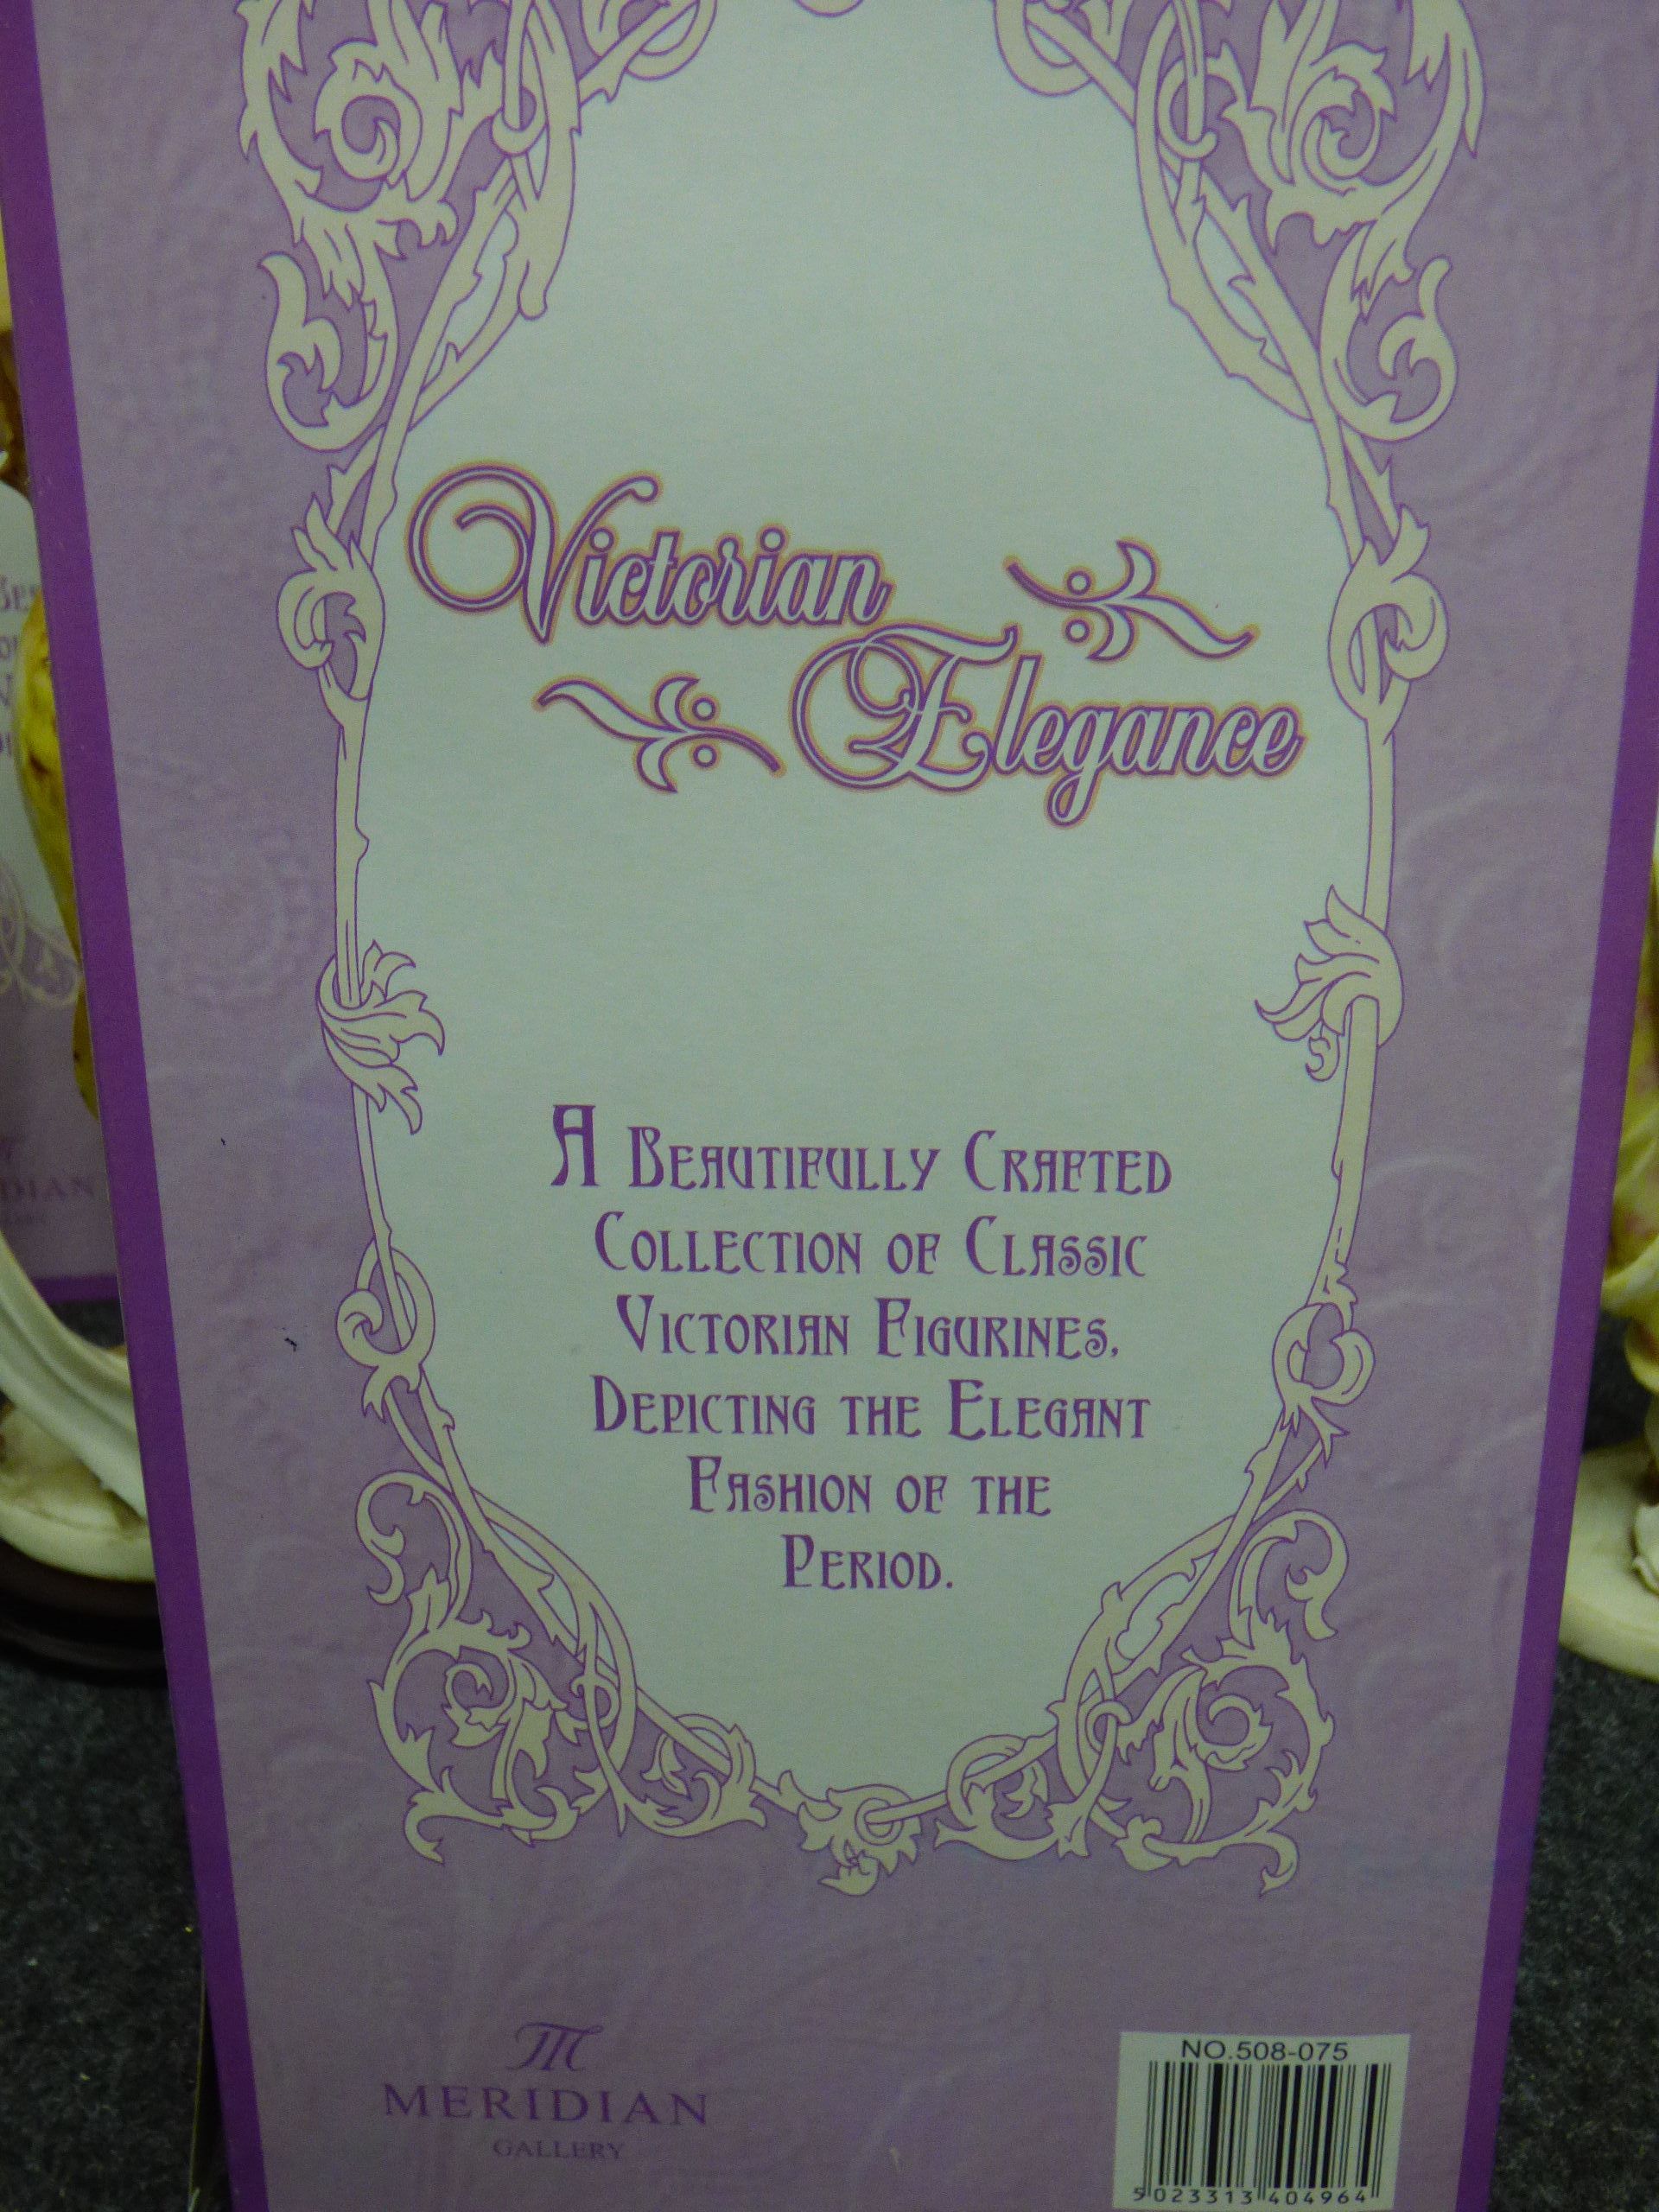 Victorian
Elegance
A BEAUTIFULLY CRAFTED
COLLECTION OF CLASSIC
VICTORIAN FIGURINES,
DEPICTING THE ELEGANT
FASHION OF THE
PERIOD.
M
MERIDIAN
GALLERY
NO.508-075
5 023313 404964
DIAN